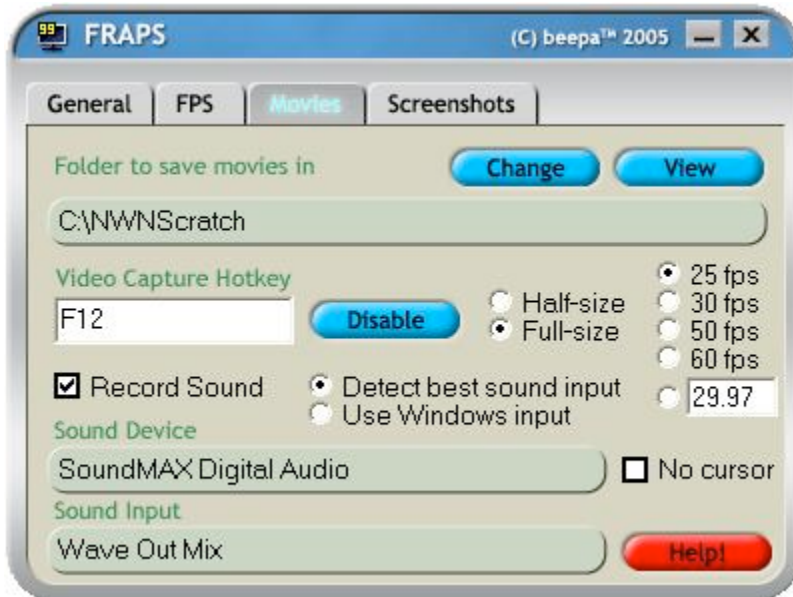 99
FRAPS (C) beepa™ 2005
General FPS Movies Screenshots
Folder to save movies in Change View
C:\NWNScratch
Video Capture Hotkey
F12 Disable
Half-size
Full-size
25 fps
30 fps
50 fps
60 fps
29.97
Record Sound
Detect best sound input
Use Windows input
Sound Device
SoundMAX Digital Audio No cursor
Sound Input
Wave Out Mix Help!